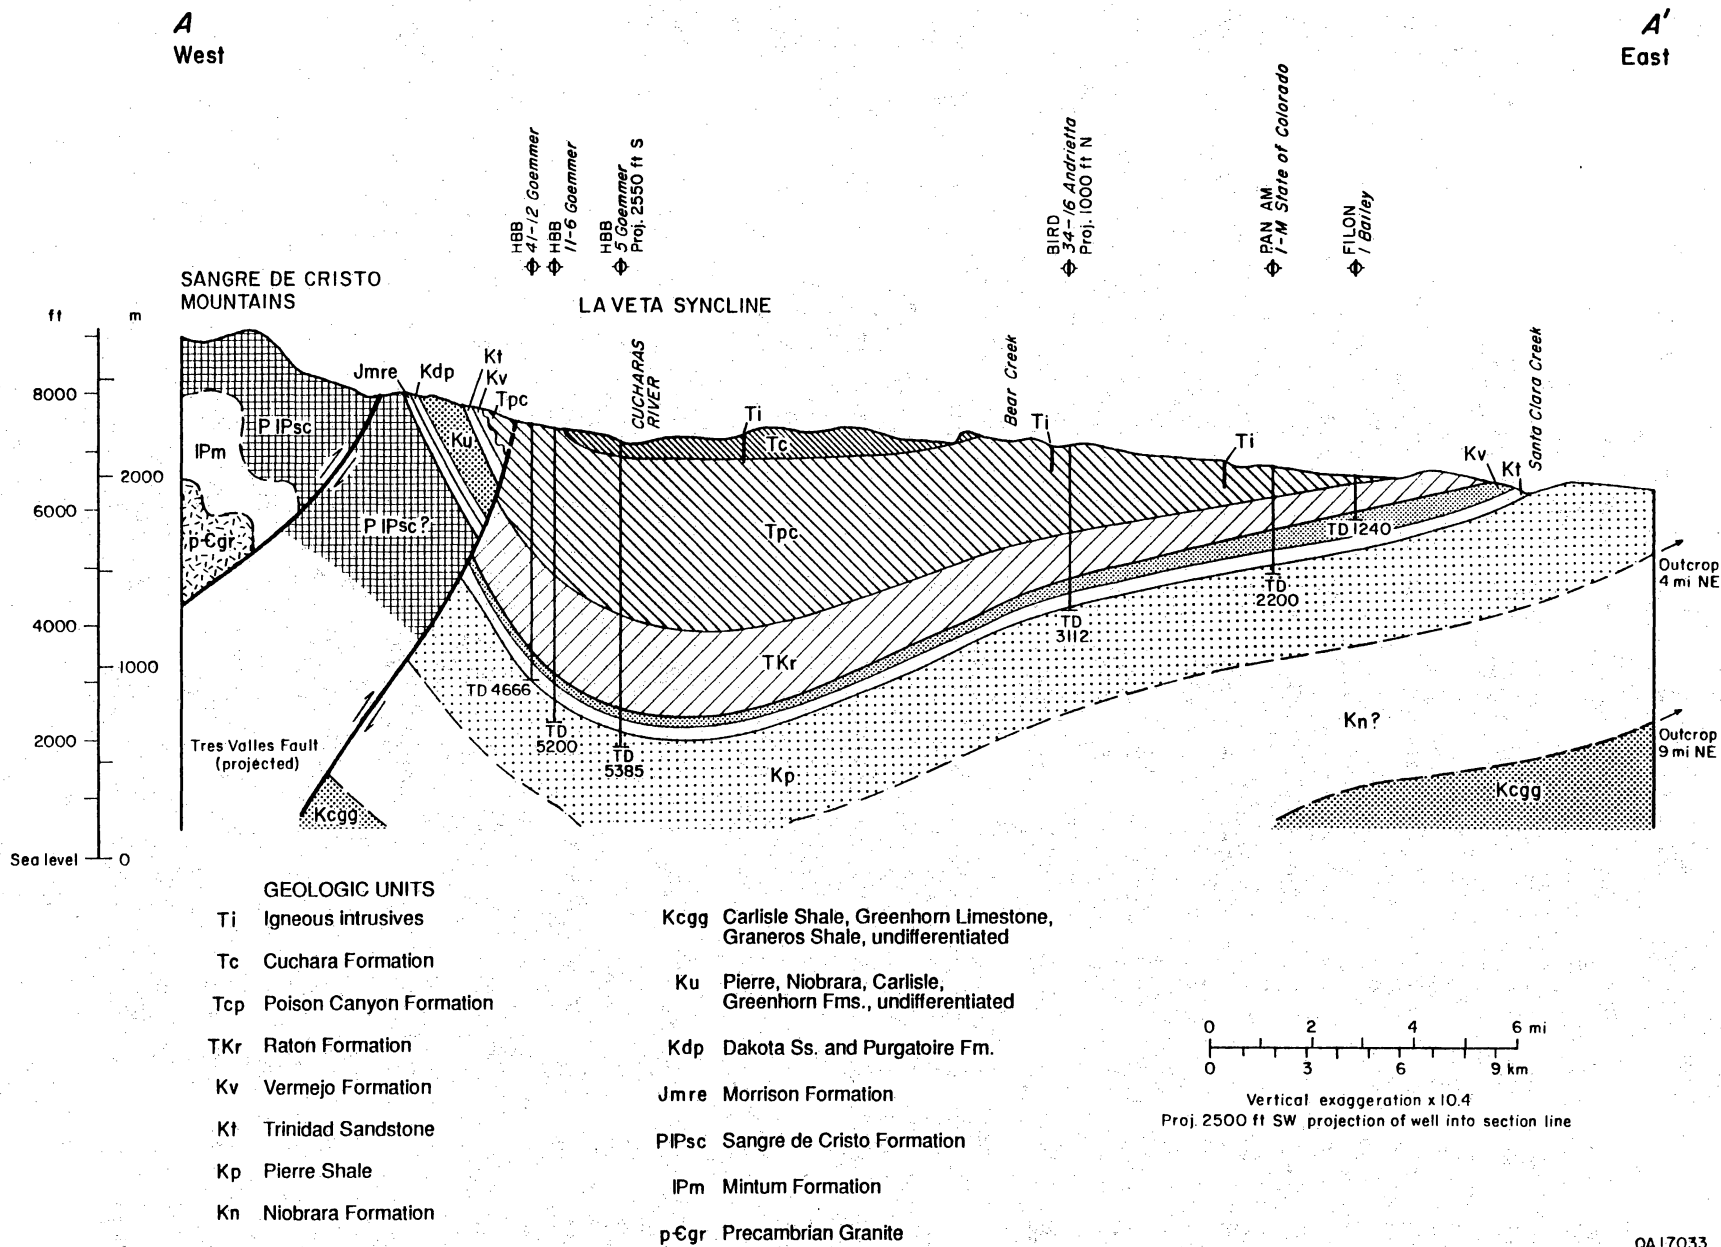 A
West
A'
East
HBB
41-12 Goemmer
HBB
11-6 Goemmer
HBB
5 Goemmer
Proj. 2550 ft S
BIRD
34-16 Andrietta
Proj. 1000 ft N
PAN AM
1-M State of Colorado
FILON
1 Bailey
SANGRE DE CRISTO
MOUNTAINS
LA VETA SYNCLINE
ft
m
CUCHARAS
RIVER
Bear Creek
Santa Clara Creek
Jmre
Kdp
Kt
Kv
Tpc
8000
2000
6000
4000
1000
2000
Sea level
0
P IPsc
IPm
p-Єgr
P IPsc?
Ku
Ti
Tc
Ti
Ti
Kv
Kt
Tpc
TKr
Kp
Kn?
Kcgg
Kcgg
TD 4666
TD
5200
TD
5385
TD
3112
TD
2200
TD 1240
Outcrop
4 mi NE
Outcrop
9 mi NE
Tres Valles Fault
(projected)
GEOLOGIC UNITS
Ti Igneous intrusives
Tc Cuchara Formation
Tcp Poison Canyon Formation
TKr Raton Formation
Kv Vermejo Formation
Kt Trinidad Sandstone
Kp Pierre Shale
Kn Niobrara Formation
Kcgg Carlisle Shale, Greenhorn Limestone,
Graneros Shale, undifferentiated
Ku Pierre, Niobrara, Carlisle,
Greenhorn Fms., undifferentiated
Kdp Dakota Ss. and Purgatoire Fm.
Jmre Morrison Formation
PIPsc Sangre de Cristo Formation
IPm Minturn Formation
p-Єgr Precambrian Granite
0 2 4 6 mi
0 3 6 9 km
Vertical exaggeration x 10.4
Proj. 2500 ft SW projection of well into section line
QA17033